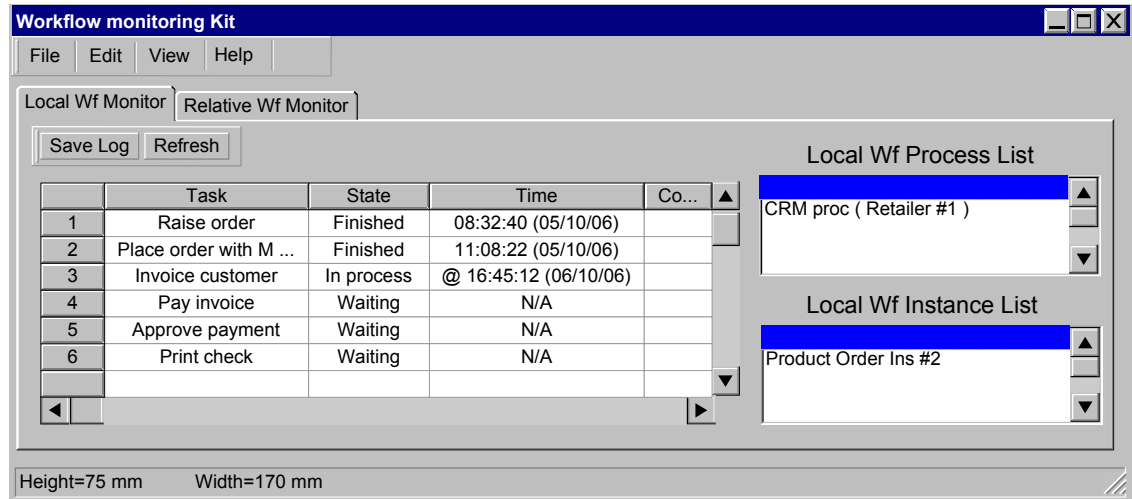 Workflow monitoring Kit
File Edit View Help
Local Wf Monitor Relative Wf Monitor
Save Log Refresh
Local Wf Process List
Task State Time Co...
CRM proc ( Retailer #1 )
1 Raise order Finished 08:32:40 (05/10/06)
2 Place order with M ... Finished 11:08:22 (05/10/06)
3 Invoice customer In process @ 16:45:12 (06/10/06)
4 Pay invoice Waiting N/A
Local Wf Instance List
5 Approve payment Waiting N/A
6 Print check Waiting N/A
Product Order Ins #2
Height=75 mm Width=170 mm